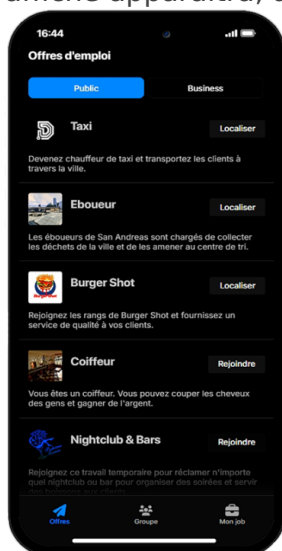 16:44
Offres d'emploi
Public
Business
Taxi
Localiser
Devenez chauffeur de taxi et transportez les clients à
travers la ville.
Eboueur
Localiser
Les éboueurs de San Andreas sont chargés de collecter
les déchets de la ville et de les amener au centre de tri.
Burger Shot
Localiser
Rejoignez les rangs de Burger Shot et fournissez un
service de qualité à vos clients.
Coiffeur
Rejoindre
Vous êtes un coiffeur. Vous pouvez couper les cheveux
des gens et gagner de l'argent.
Nightclub & Bars
Rejoindre
Rejoignez ce travail temporaire pour réclamer n'importe
quel nightclub ou bar pour organiser des soirées et servir
des boissons aux clients.
Offres
Groupe
Mon job